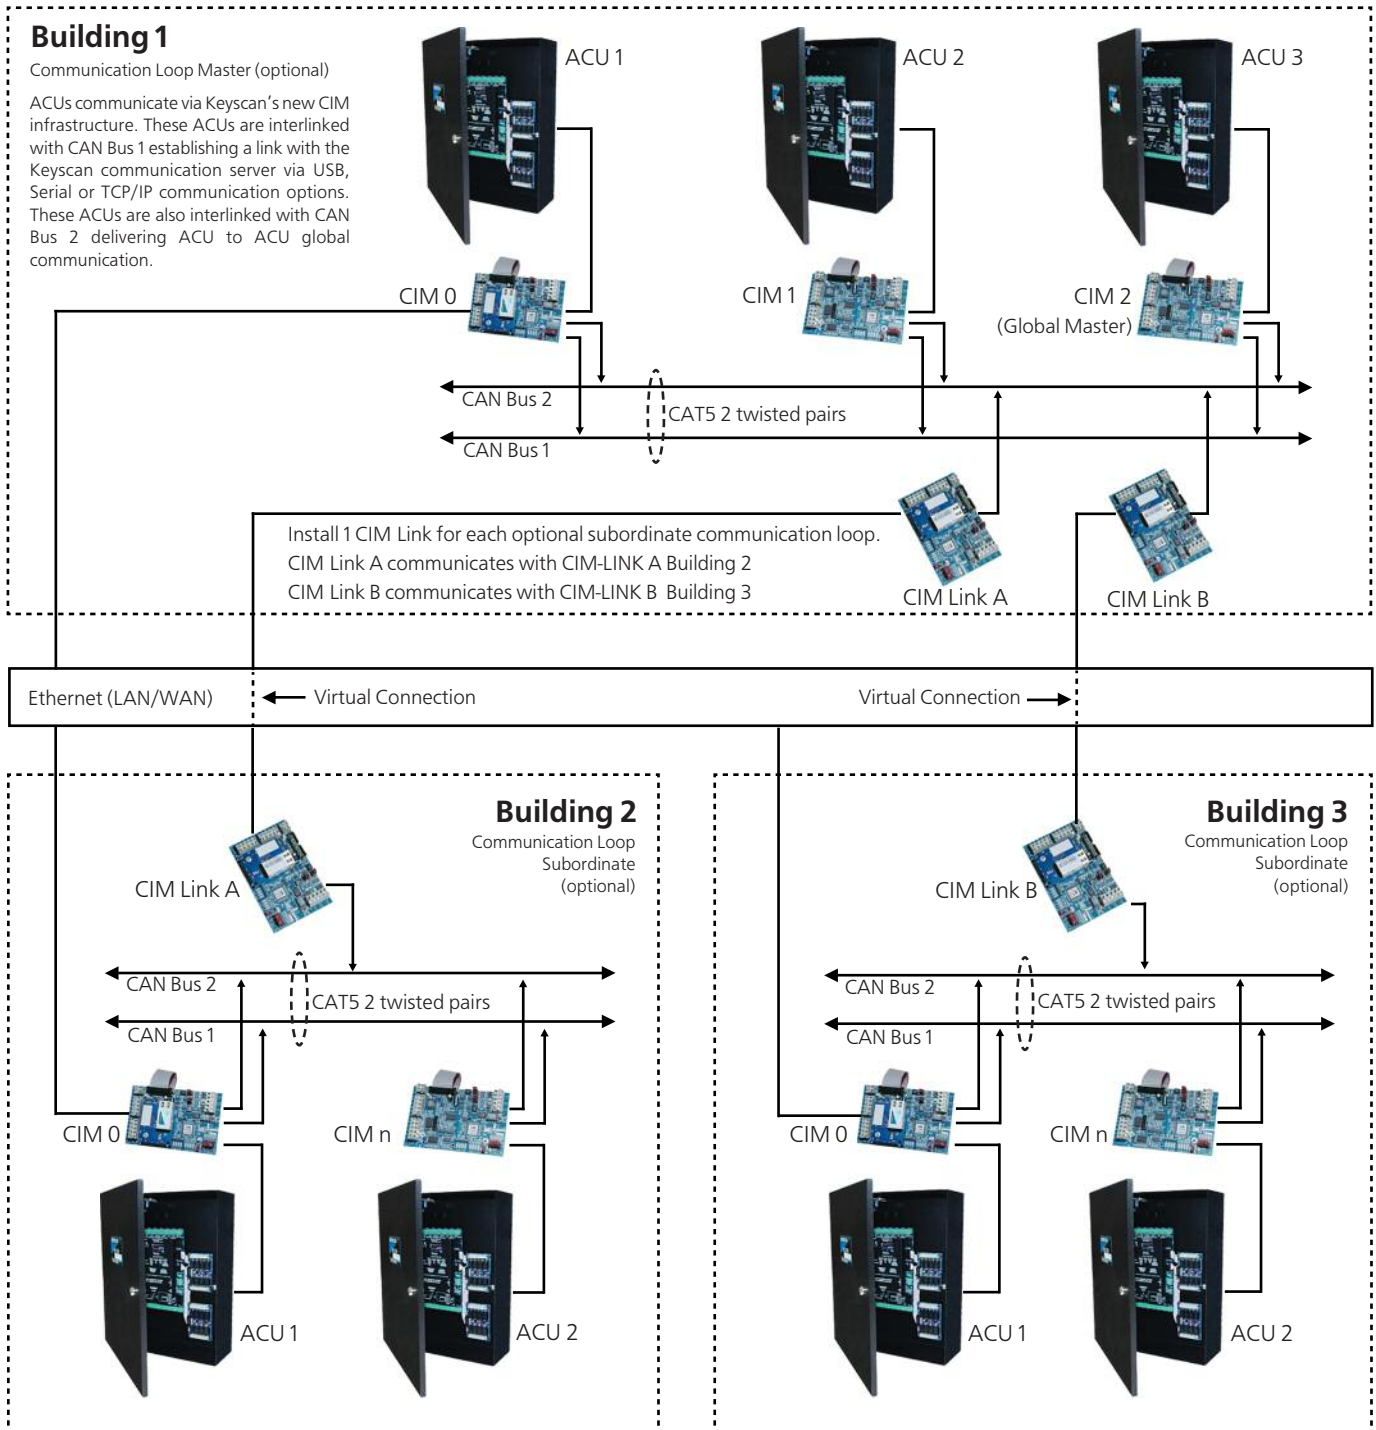 Building 1
Communication Loop Master (optional)
ACUs communicate via Keyscan's new CIM
infrastructure. These ACUs are interlinked
with CAN Bus 1 establishing a link with the
Keyscan communication server via USB,
Serial or TCP/IP communication options.
These ACUs are also interlinked with CAN
Bus 2 delivering ACU to ACU global
communication.
ACU 1
ACU 2
ACU 3
CIM 0
CIM 1
CIM 2
(Global Master)
CAN Bus 2
CAT5 2 twisted pairs
CAN Bus 1
Install 1 CIM Link for each optional subordinate communication loop.
CIM Link A communicates with CIM-LINK A Building 2
CIM Link B communicates with CIM-LINK B Building 3
CIM Link A
CIM Link B
Ethernet (LAN/WAN)
Virtual Connection
Virtual Connection
Building 2
Communication Loop
Subordinate
(optional)
CIM Link A
CAN Bus 2
CAT5 2 twisted pairs
CAN Bus 1
CIM 0
CIM n
ACU 1
ACU 2
Building 3
Communication Loop
Subordinate
(optional)
CIM Link B
CAN Bus 2
CAT5 2 twisted pairs
CAN Bus 1
CIM 0
CIM n
ACU 1
ACU 2